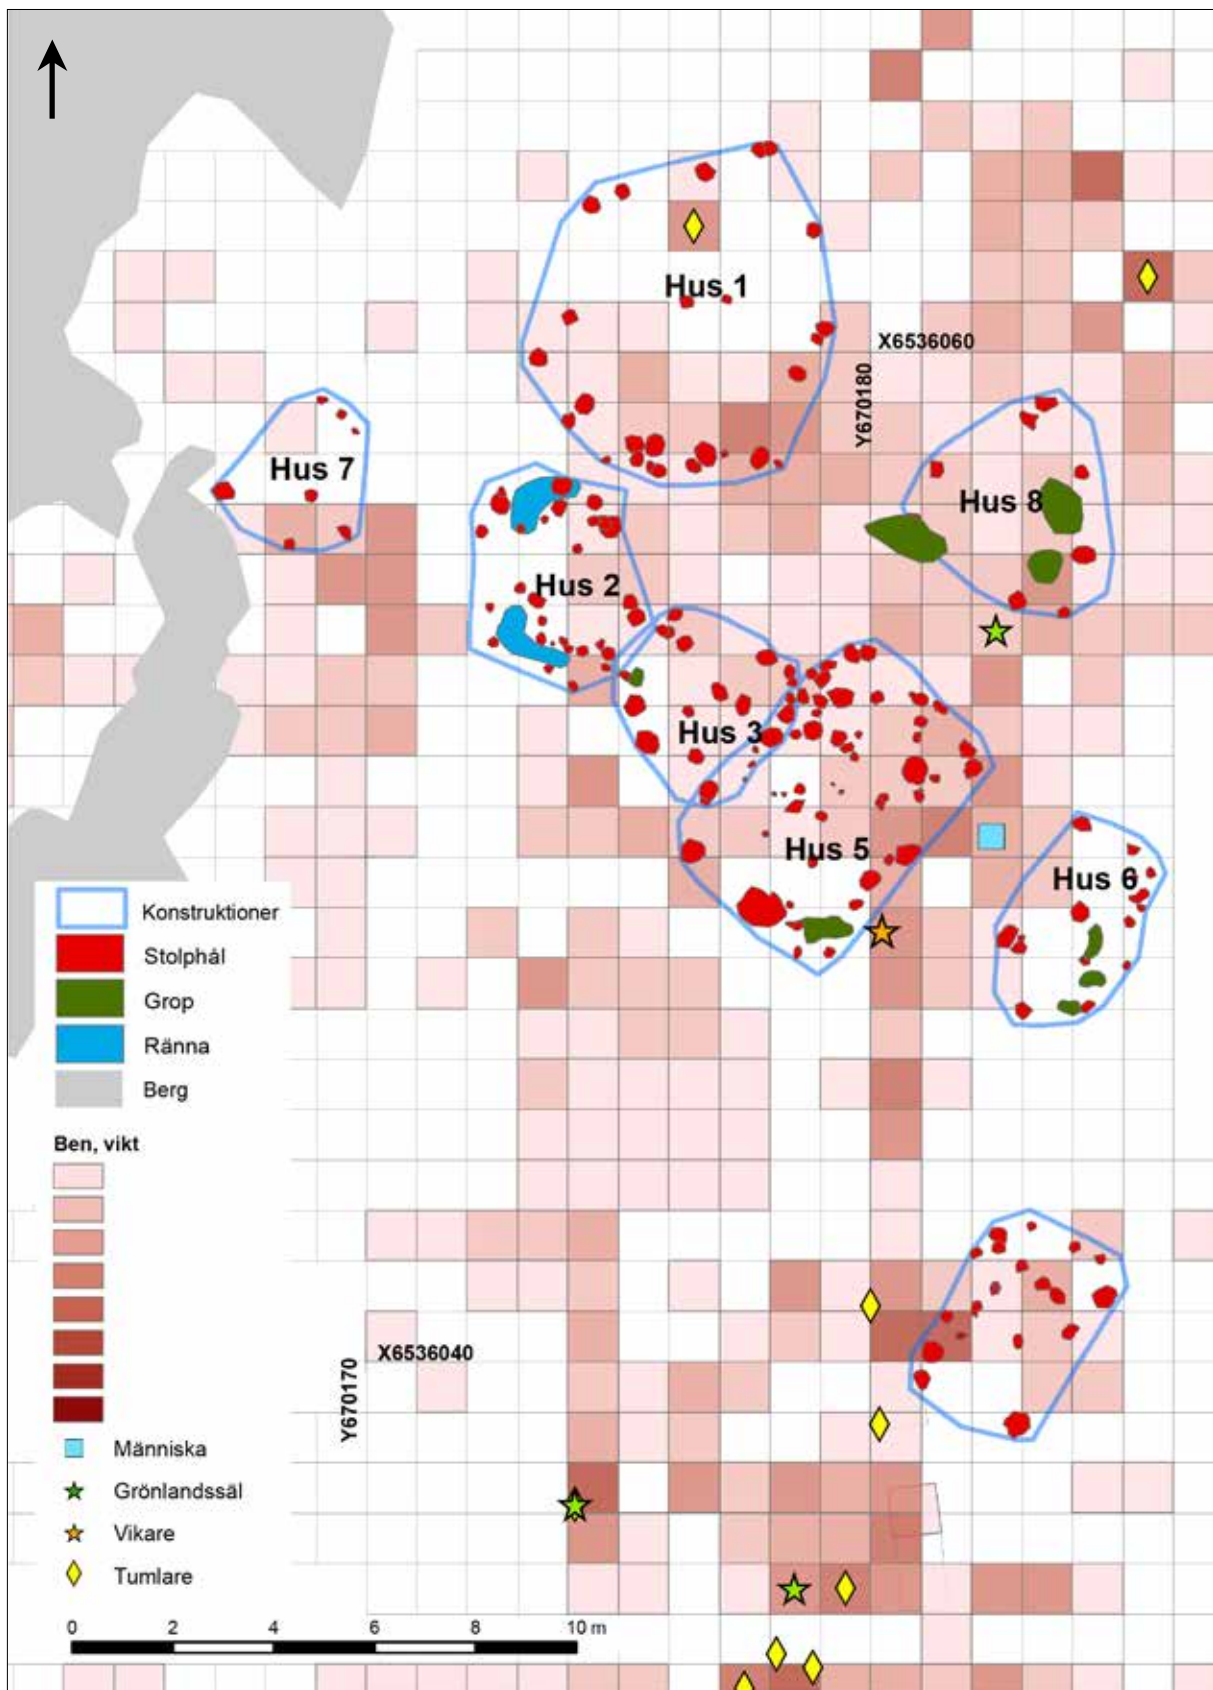 Hus 1
X6536060
Y670180
Hus 7
Hus 8
Hus 2
Hus 3
Hus 5
Hus 6
Konstruktioner
Stolphål
Grop
Ränna
Berg
Ben, vikt
X6536040
Y670170
Människa
Grönlandssäl
Vikare
Tumlare
0 2 4 6 8 10 m